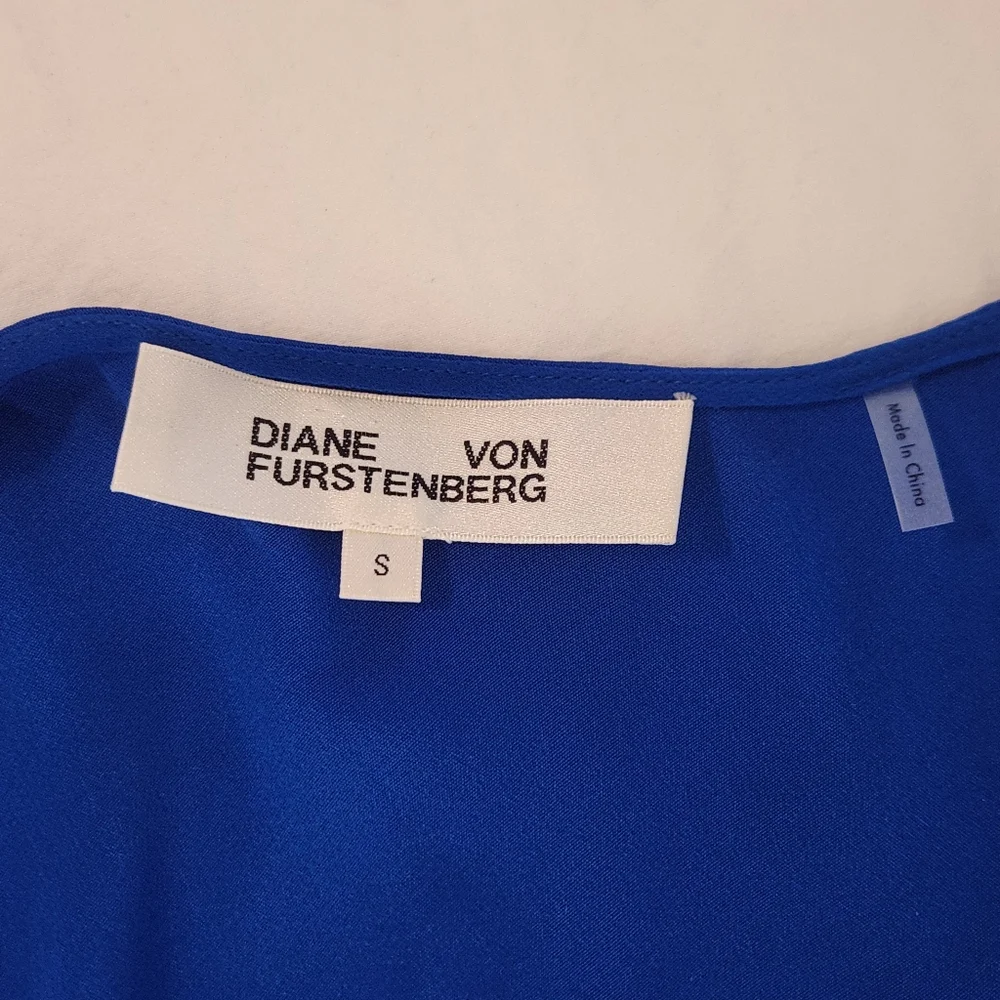 DIANE VON
FURSTENBERG
S
Made In China